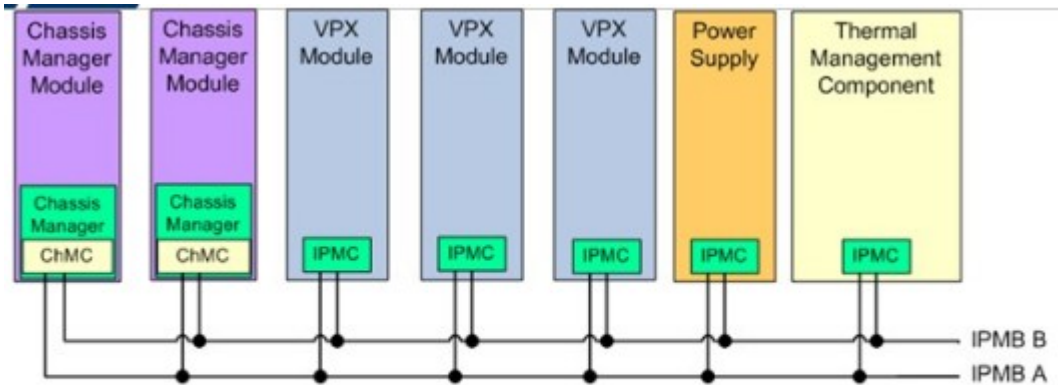 Chassis
Manager
Module
Chassis
Manager
Module
VPX
Module
VPX
Module
VPX
Module
Power
Supply
Thermal
Management
Component
Chassis
Manager
ChMC
Chassis
Manager
ChMC
IPMC
IPMC
IPMC
IPMC
IPMC
IPMB B
IPMB A